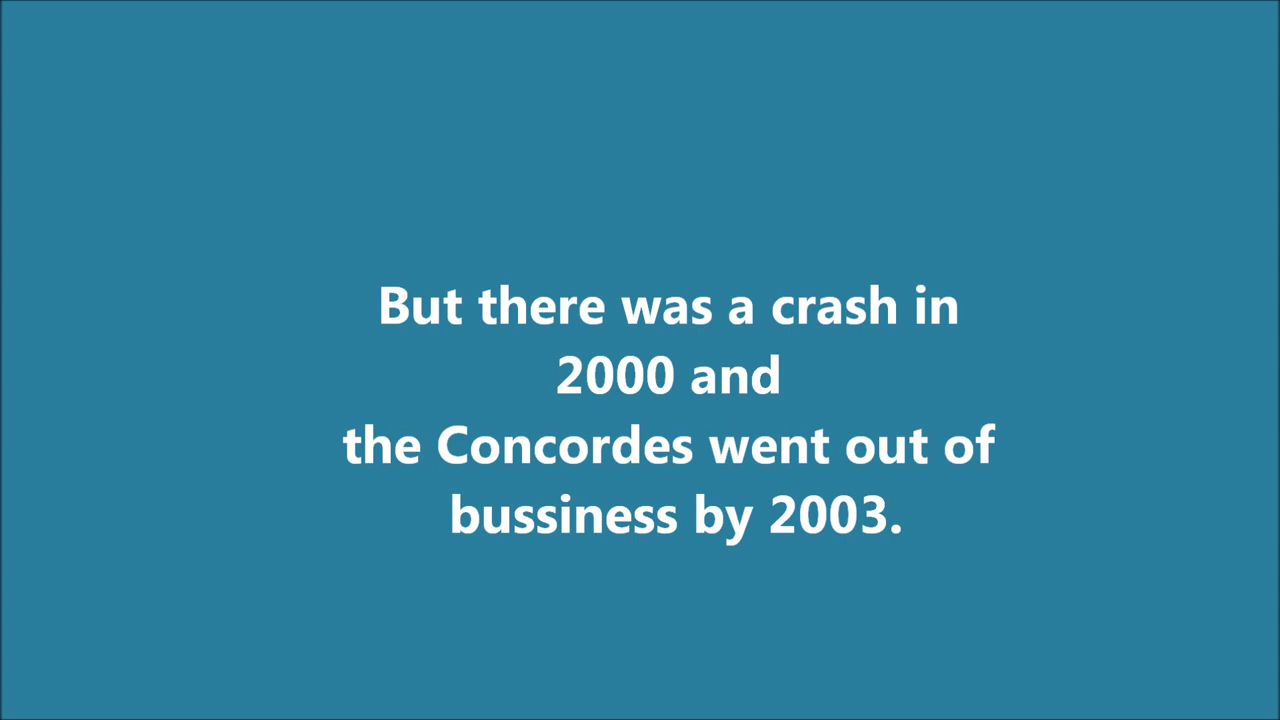 But there was a crash in
2000 and
the Concordes went out of
bussiness by 2003.